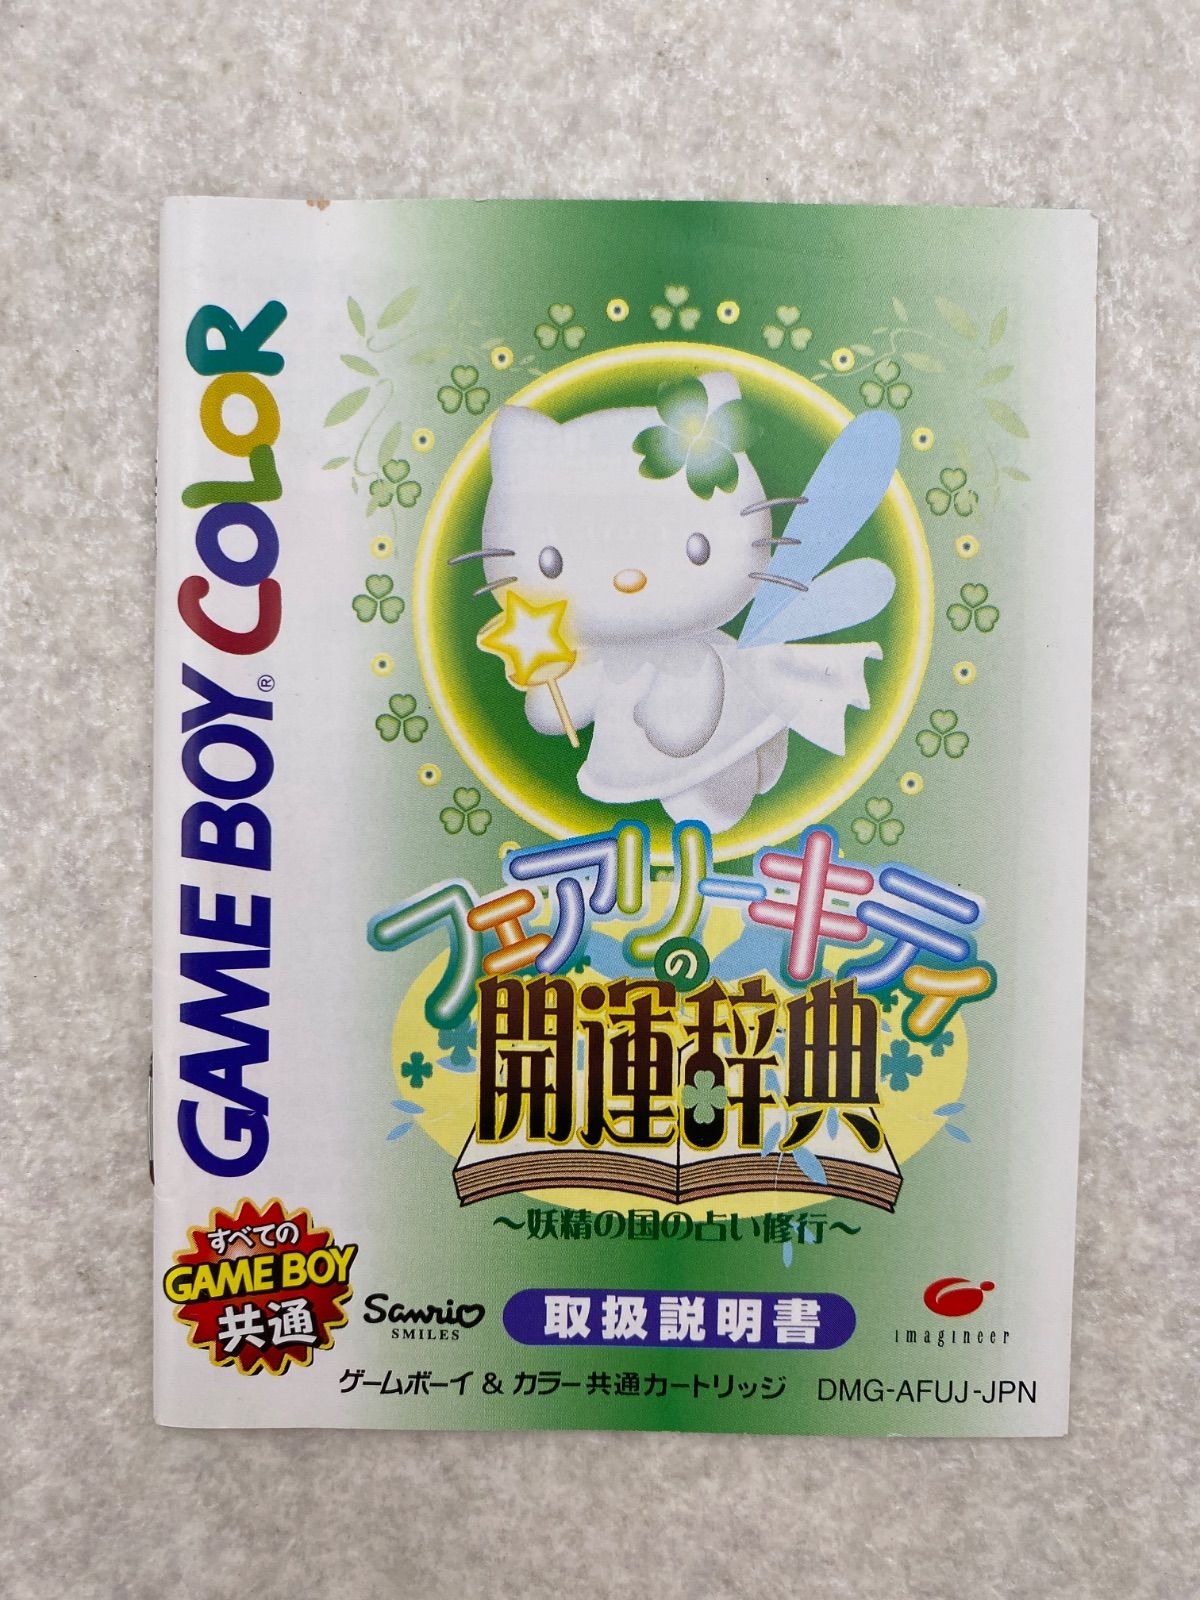 GAME BOY® COLOR
フェアリーキティ
の
開運辞典
～妖精の国の占い修行～
すべての
GAME BOY
共通
Sanrio
SMILES
取扱説明書
imagineer
ゲームボーイ & カラー共通カートリッジ DMG-AFUJ-JPN